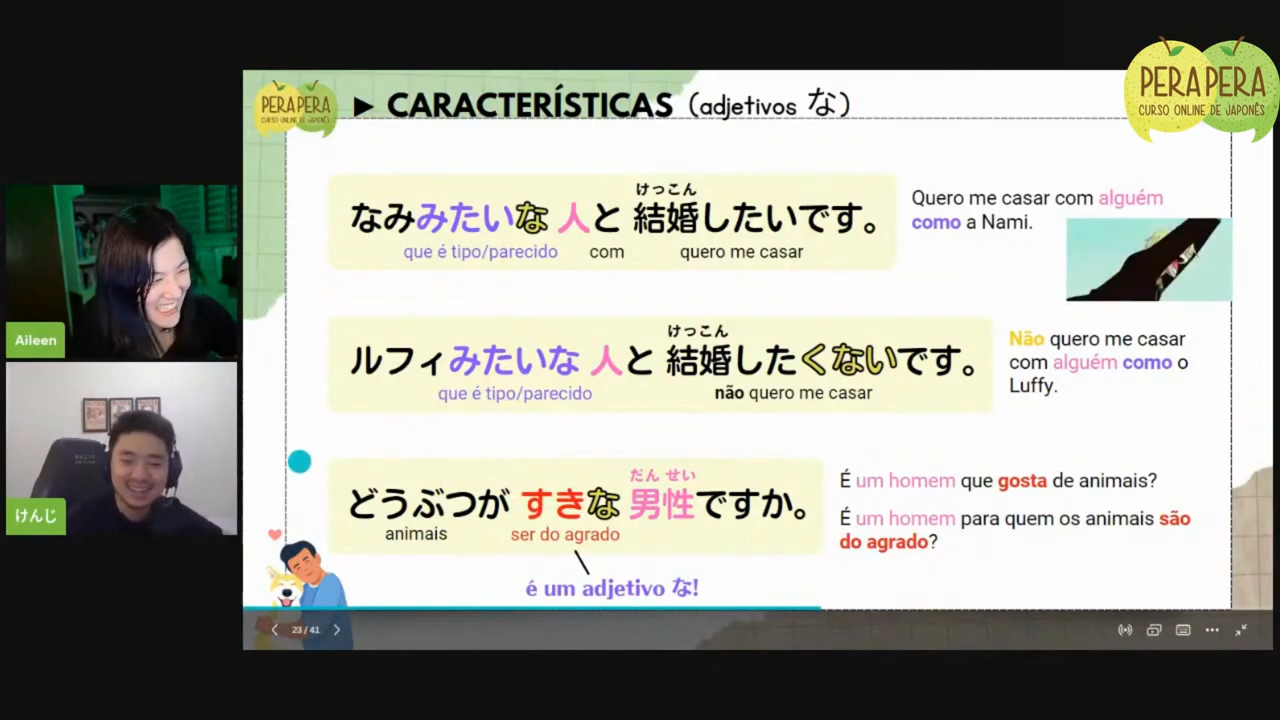 PERA PERA
CURSO ONLINE DE JAPONÊS
PERA PERA
CURSO ONLINE DE JAPONÊS
► CARACTERÍSTICAS (adjetivos な)
けっこん
なみみたいな 人と 結婚したいです。
que é tipo/parecido com quero me casar
Quero me casar com alguém
como a Nami.
けっこん
ルフィみたいな 人と 結婚したくないです。
que é tipo/parecido não quero me casar
Não quero me casar
com alguém como o
Luffy.
だん せい
どうぶつが すきな 男性ですか。
animais ser do agrado
é um adjetivo な!
É um homem que gosta de animais?
É um homem para quem os animais são
do agrado?
Aileen
けんじ
23/41